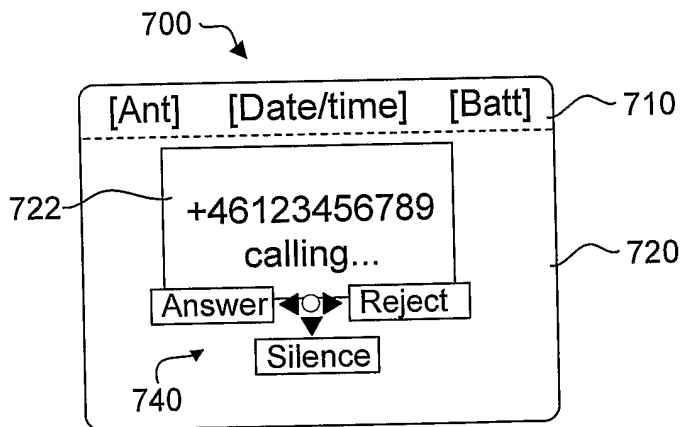 700
[Ant] [Date/time] [Batt]
710
722
+46123456789
calling...
720
Answer Reject
Silence
740